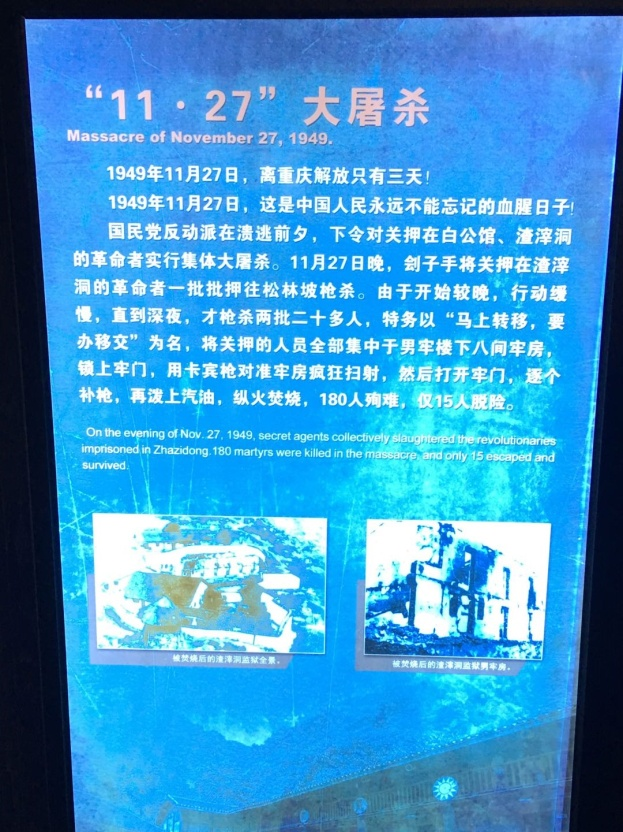 “11·27”大屠杀
Massacre of November 27, 1949.
1949年11月27日，离重庆解放只有三天！
1949年11月27日，这是中国人民永远不能忘记的血腥日子！
国民党反动派在溃逃前夕，下令对关押在白公馆、渣滓洞
的革命者实行集体大屠杀。11月27日晚，刽子手将关押在渣滓
洞的革命者一批批押往松林坡枪杀。由于开始较晚，行动缓
慢，直到深夜，才枪杀两批二十多人，特务以“马上转移，要
办移交”为名，将关押的人员全部集中于男牢楼下八间牢房，
锁上牢门，用卡宾枪对准牢房疯狂扫射，然后打开牢门，逐个
补枪，再泼上汽油，纵火焚烧，180人殉难，仅15人脱险。
On the evening of Nov. 27, 1949, secret agents collectively slaughtered the revolutionaries
imprisoned in Zhazidong.180 martyrs were killed in the massacre, and only 15 escaped and
survived.
被焚烧后的渣滓洞监狱全景。
被焚烧后的渣滓洞监狱男牢房。